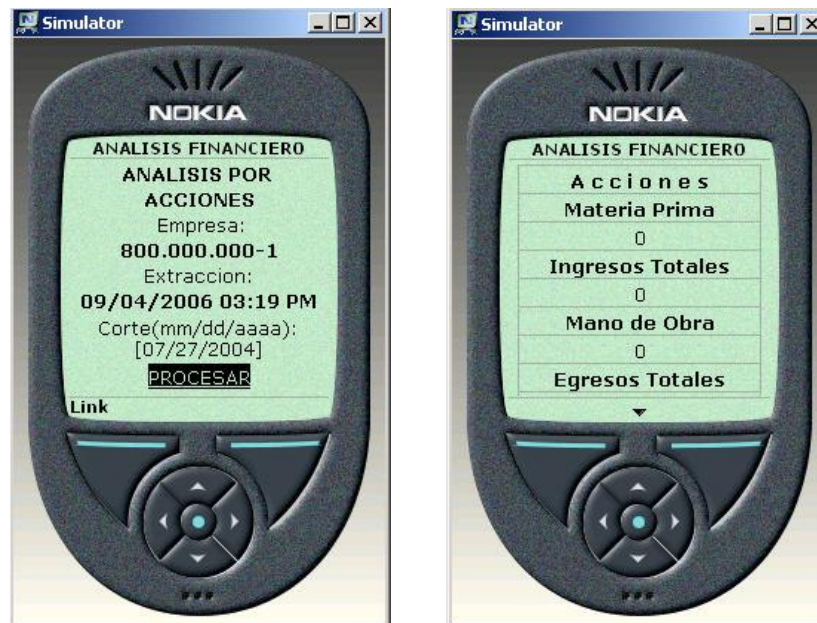 Simulator
NOKIA
ANALISIS FINANCIERO
ANALISIS POR
ACCIONES
Empresa:
800.000.000-1
Extraccion:
09/04/2006 03:19 PM
Corte(mm/dd/aaaa):
[07/27/2004]
PROCESAR
Link
Simulator
NOKIA
ANALISIS FINANCIERO
Acciones
Materia Prima
0
Ingresos Totales
0
Mano de Obra
0
Egresos Totales